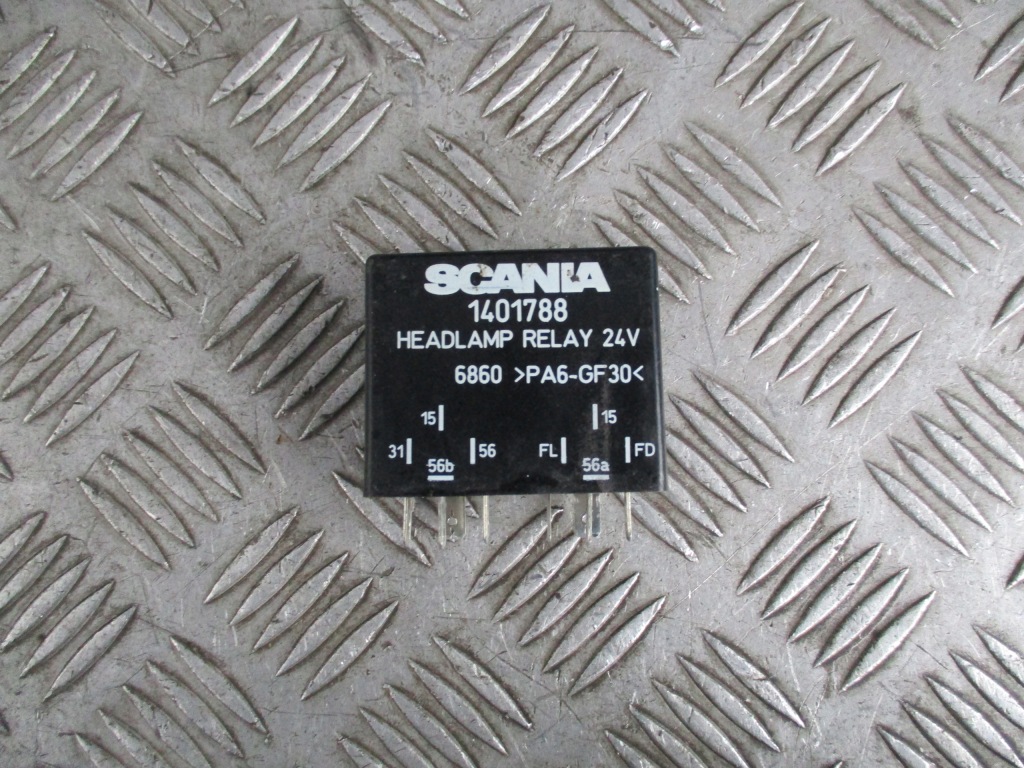 SCANIA
1401788
HEADLAMP RELAY 24V
6860 >PA6-GF30<
15 15
31 56 FL FD
56b 56a